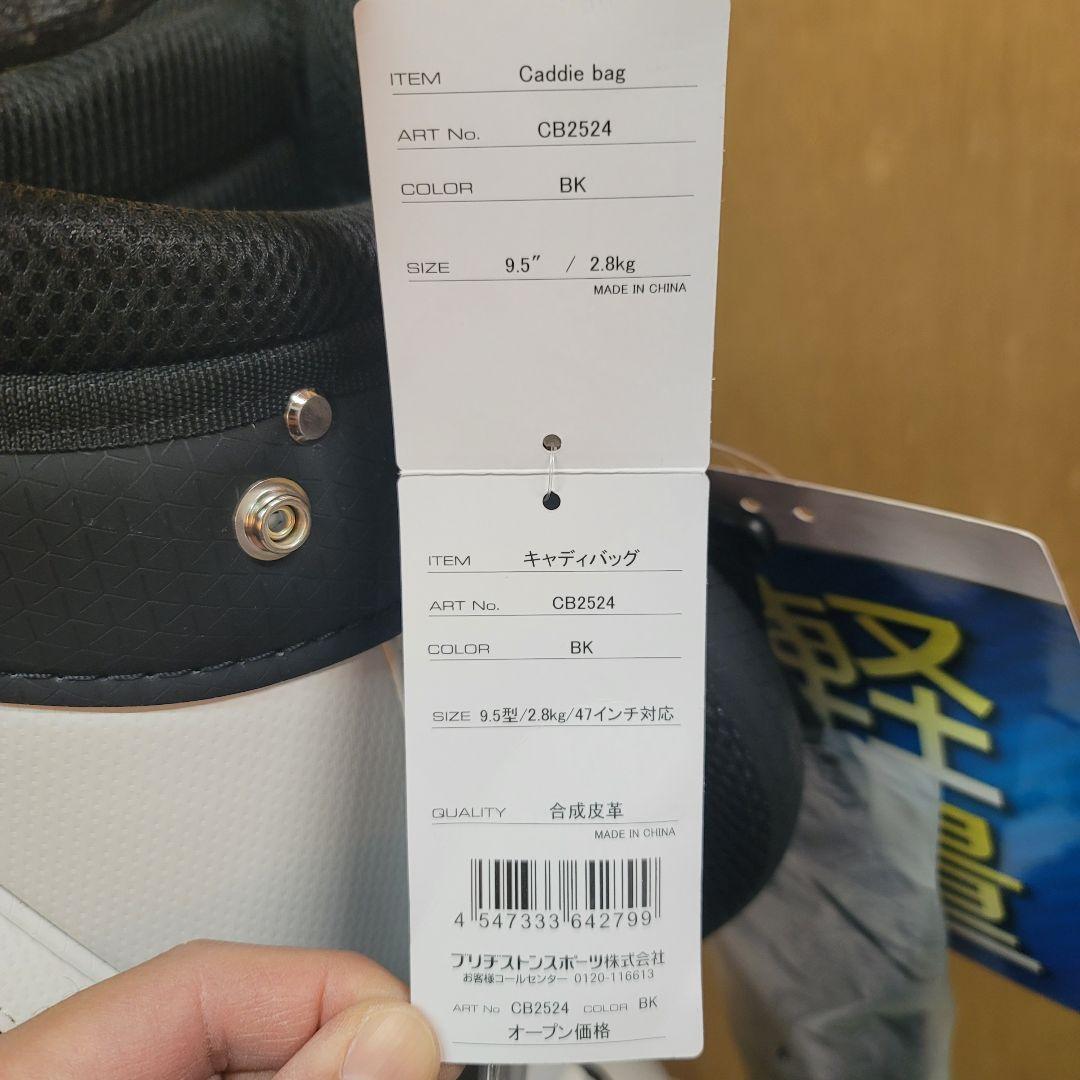 ITEM Caddie bag
ART No. CB2524
COLOR BK
SIZE 9.5″ / 2.8kg
MADE IN CHINA
ITEM キャディバッグ
ART No. CB2524
COLOR BK
SIZE 9.5型/2.8kg/47インチ対応
QUALITY 合成皮革
MADE IN CHINA
4 547333 642799
ブリヂストンスポーツ株式会社
お客様コールセンター 0120-116613
ART No CB2524 COLOR BK
オープン価格